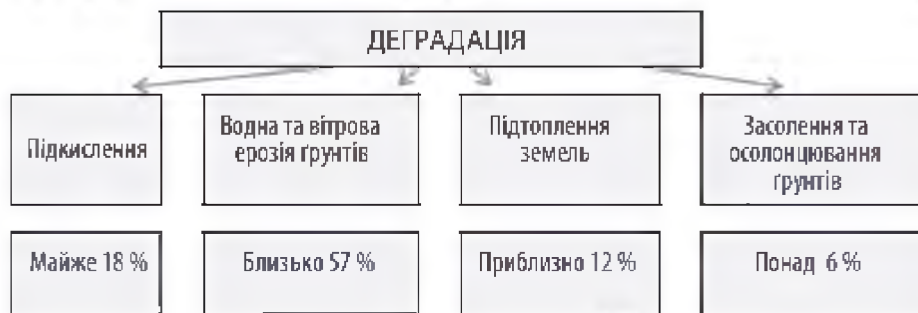 ДЕГРАДАЦІЯ
Підкислення
Водна та вітрова
ерозія ґрунтів
Підтоплення
земель
Засолення та
осолонцювання
ґрунтів
Майже 18 %
Близько 57 %
Приблизно 12 %
Понад 6 %